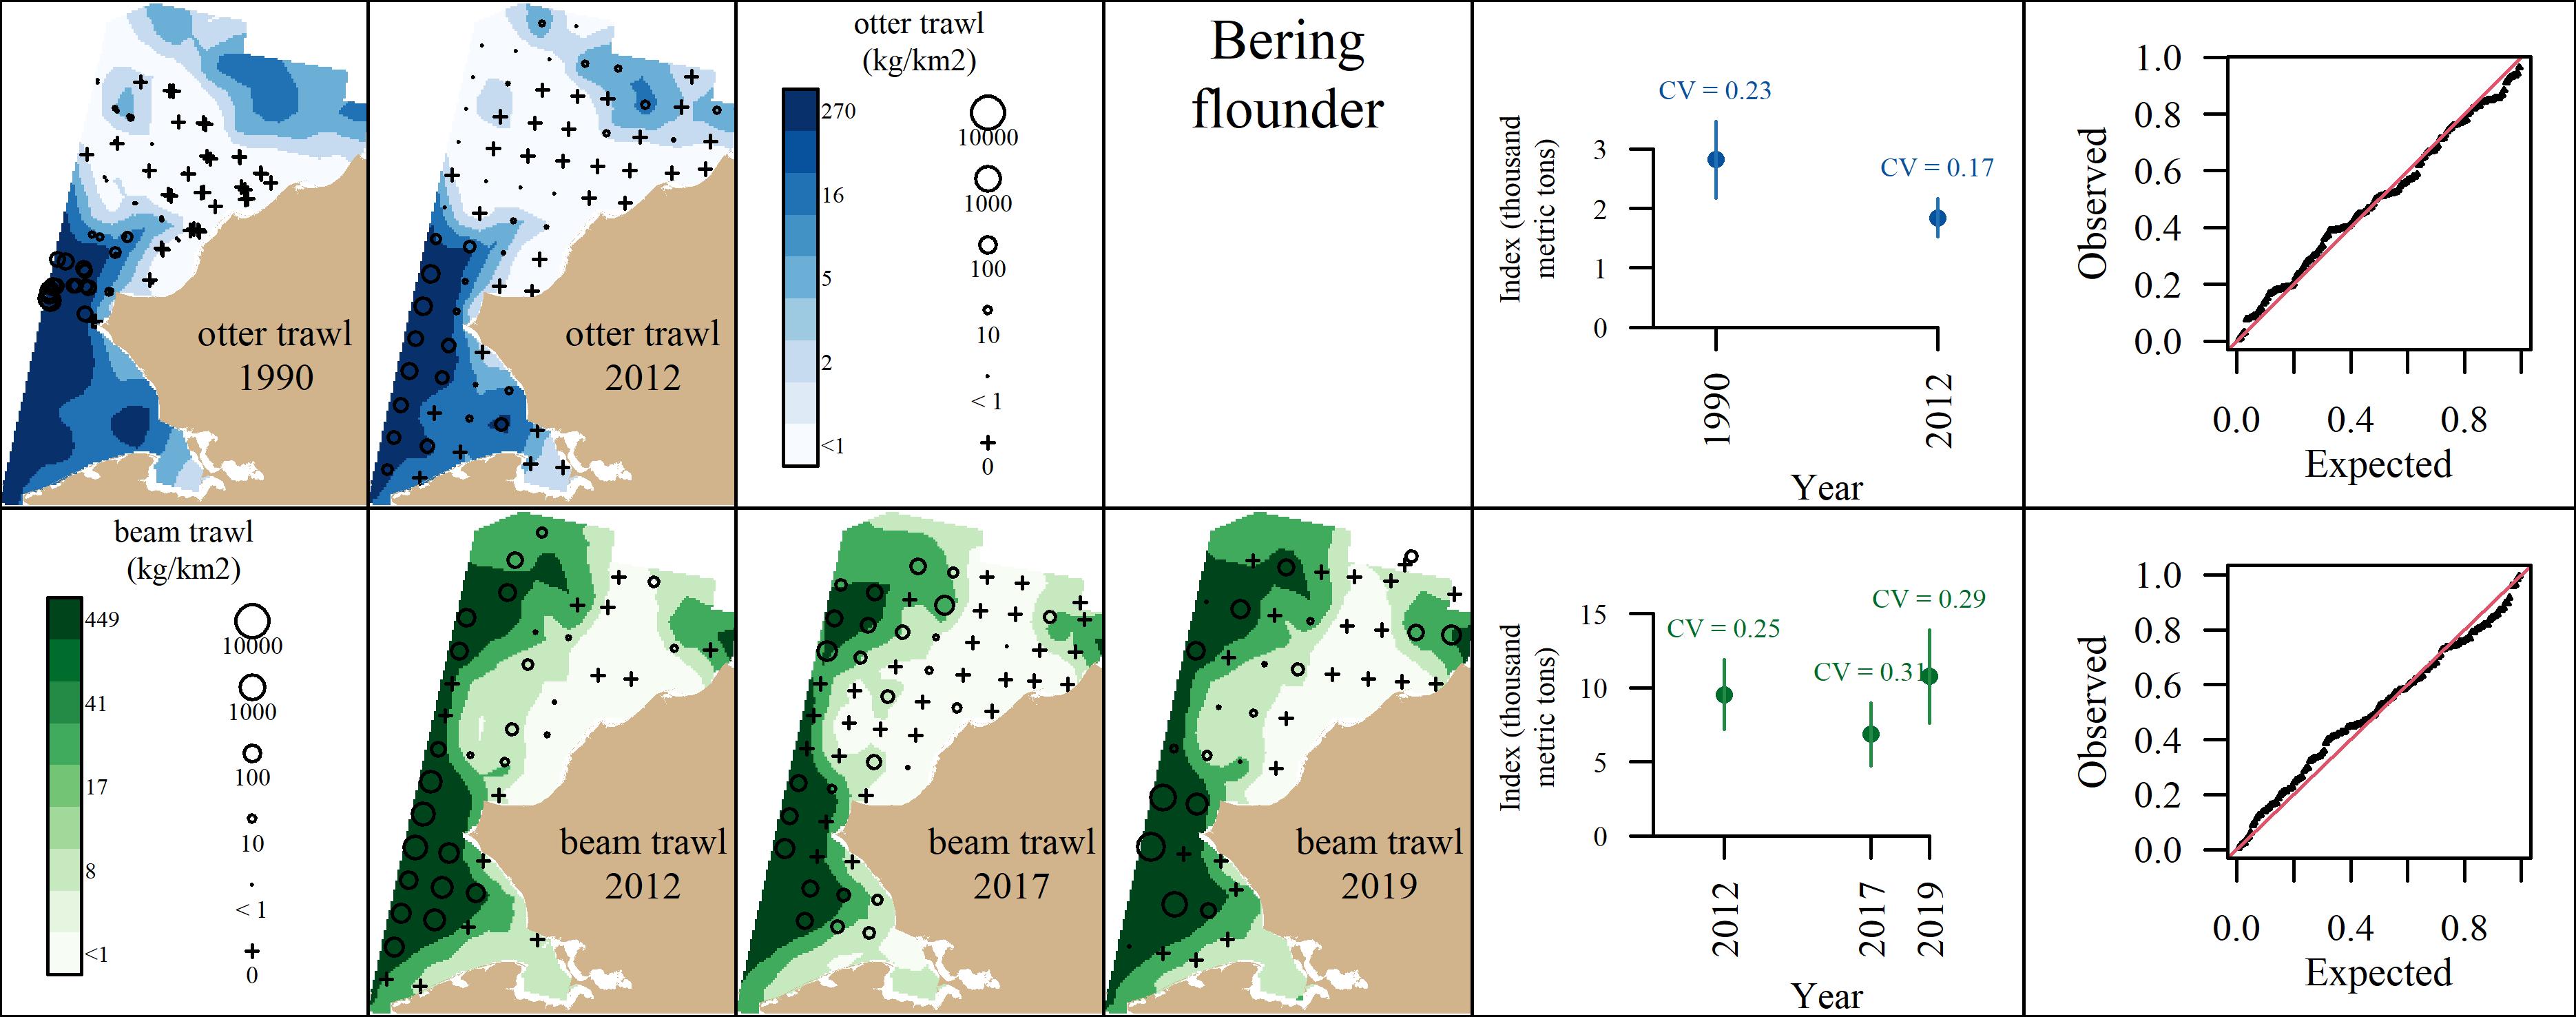 otter trawl
1990
otter trawl
2012
otter trawl
(kg/km2)
270
16
5
2
<1
10000
1000
100
10
< 1
0
Bering
flounder
Index (thousand
metric tons)
3
2
1
0
CV = 0.23
CV = 0.17
1990
2012
Year
Observed
1.0
0.8
0.6
0.4
0.2
0.0
0.0 0.4 0.8
Expected
beam trawl
(kg/km2)
449
41
17
8
<1
10000
1000
100
10
< 1
0
beam trawl
2012
beam trawl
2017
beam trawl
2019
Index (thousand
metric tons)
15
10
5
0
CV = 0.25
CV = 0.31
CV = 0.29
2012
2017
2019
Year
Observed
1.0
0.8
0.6
0.4
0.2
0.0
0.0 0.4 0.8
Expected